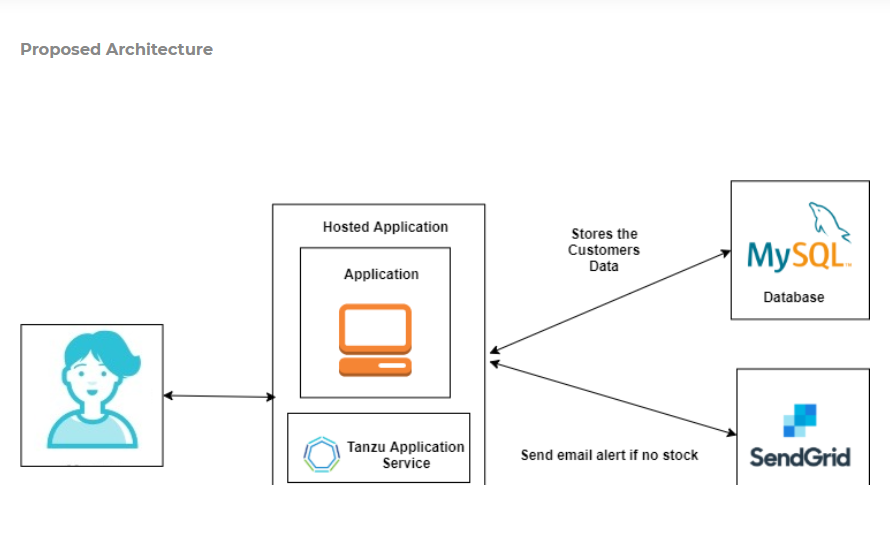 Proposed Architecture
Hosted Application
Application
Tanzu Application
Service
Stores the
Customers
Data
MySQL™
Database
Send email alert if no stock
SendGrid